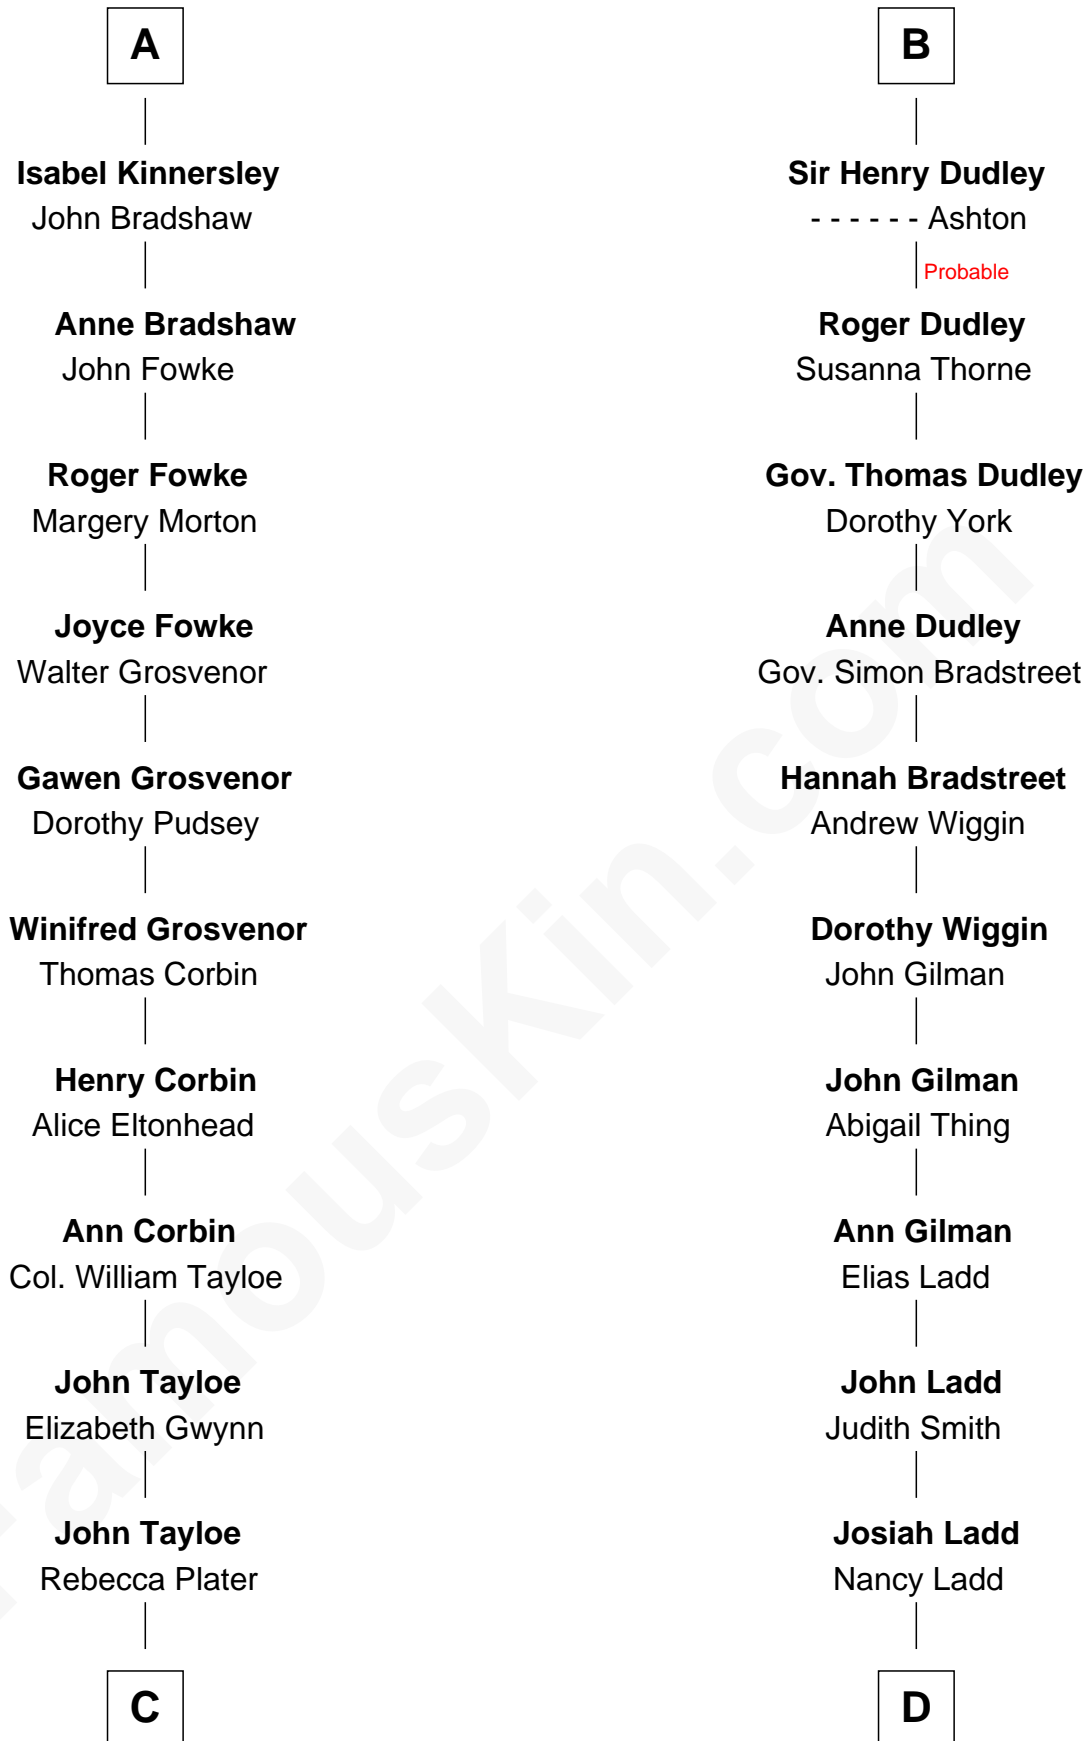 A
Isabel Kinnersley
John Bradshaw
Anne Bradshaw
John Fowke
Roger Fowke
Margery Morton
Joyce Fowke
Walter Grosvenor
Gawen Grosvenor
Dorothy Pudsey
Winifred Grosvenor
Thomas Corbin
Henry Corbin
Alice Eltonhead
Ann Corbin
Col. William Tayloe
John Tayloe
Elizabeth Gwynn
John Tayloe
Rebecca Plater
C
B
Sir Henry Dudley
- - - - - - Ashton
Probable
Roger Dudley
Susanna Thorne
Gov. Thomas Dudley
Dorothy York
Anne Dudley
Gov. Simon Bradstreet
Hannah Bradstreet
Andrew Wiggin
Dorothy Wiggin
John Gilman
John Gilman
Abigail Thing
Ann Gilman
Elias Ladd
John Ladd
Judith Smith
Josiah Ladd
Nancy Ladd
D
FamousKin.com